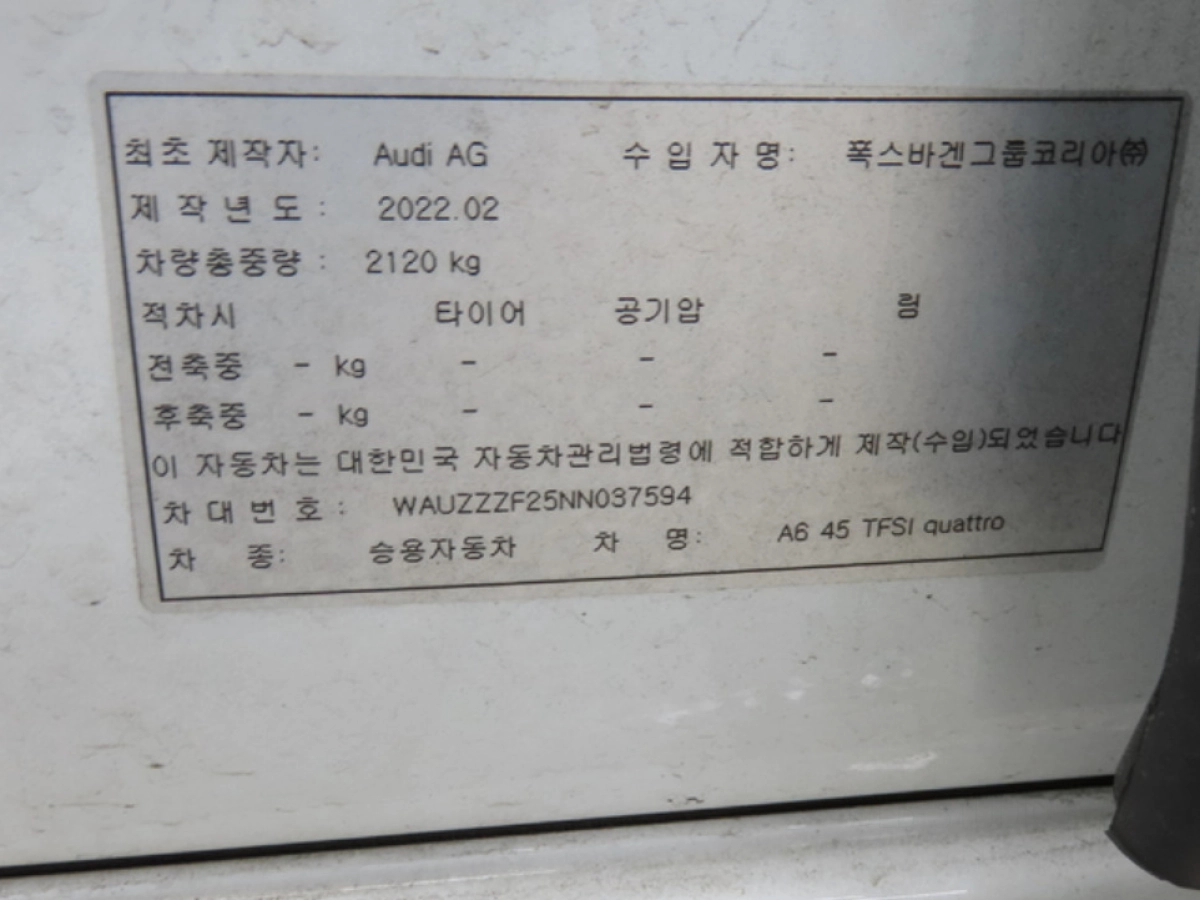 최초 제작자: Audi AG 수 입 자 명: 폭스바겐그룹코리아㈜
제 작 년 도 : 2022.02
차량총중량 : 2120 kg
적차시 타이어 공기압 림
전축중 - kg - - -
후축중 - kg - - -
이 자동차는 대한민국 자동차관리법령에 적합하게 제작(수입)되었습니다
차 대 번 호 : WAUZZZF25NN037594
차 종: 승용자동차 차 명: A6 45 TFSI quattro